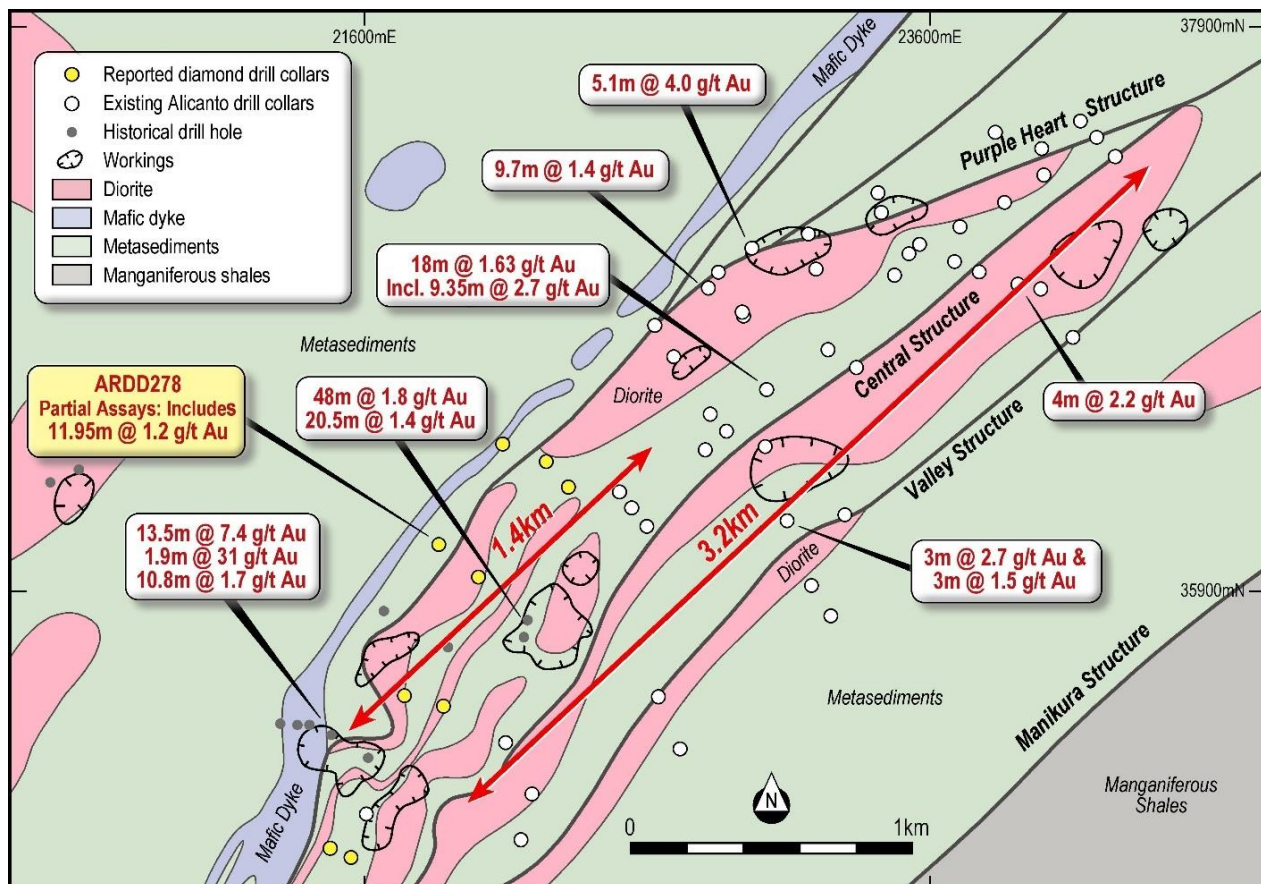 21600mE
23600mE
37900mN
Reported diamond drill collars
Existing Alicanto drill collars
Historical drill hole
Workings
Diorite
Mafic dyke
Metasediments
Manganiferous shales
Mafic Dyke
5.1m @ 4.0 g/t Au
Purple Heart Structure
9.7m @ 1.4 g/t Au
18m @ 1.63 g/t Au
Incl. 9.35m @ 2.7 g/t Au
Metasediments
Central Structure
ARDD278
Partial Assays: Includes
11.95m @ 1.2 g/t Au
48m @ 1.8 g/t Au
20.5m @ 1.4 g/t Au
Diorite
4m @ 2.2 g/t Au
Valley Structure
1.4km
3.2km
13.5m @ 7.4 g/t Au
1.9m @ 31 g/t Au
10.8m @ 1.7 g/t Au
Diorite
3m @ 2.7 g/t Au &
3m @ 1.5 g/t Au
35900mN
Manikura Structure
Metasediments
Mafic Dyke
N
Manganiferous
Shales
0
1km